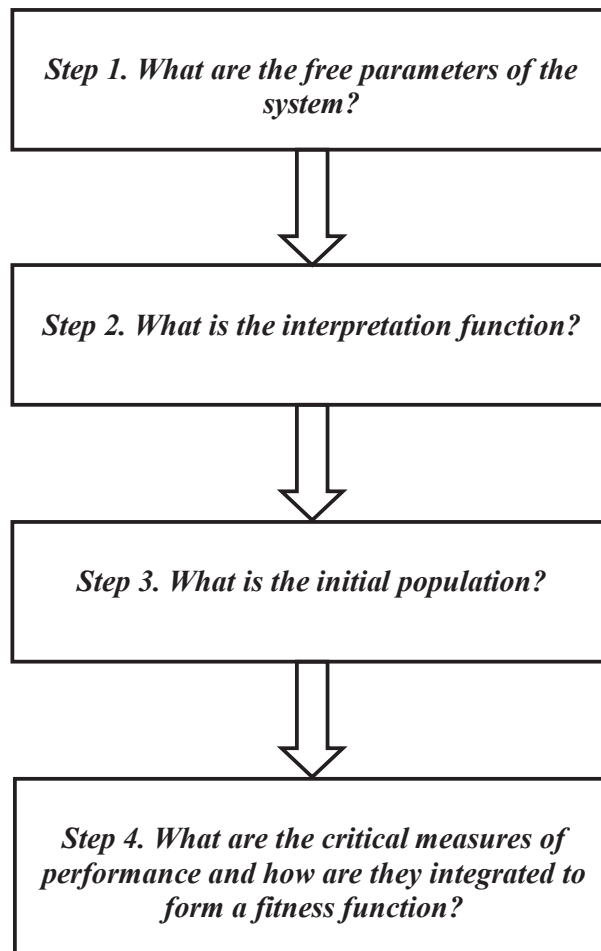 Step 1. What are the free parameters of the
system?
Step 2. What is the interpretation function?
Step 3. What is the initial population?
Step 4. What are the critical measures of
performance and how are they integrated to
form a fitness function?